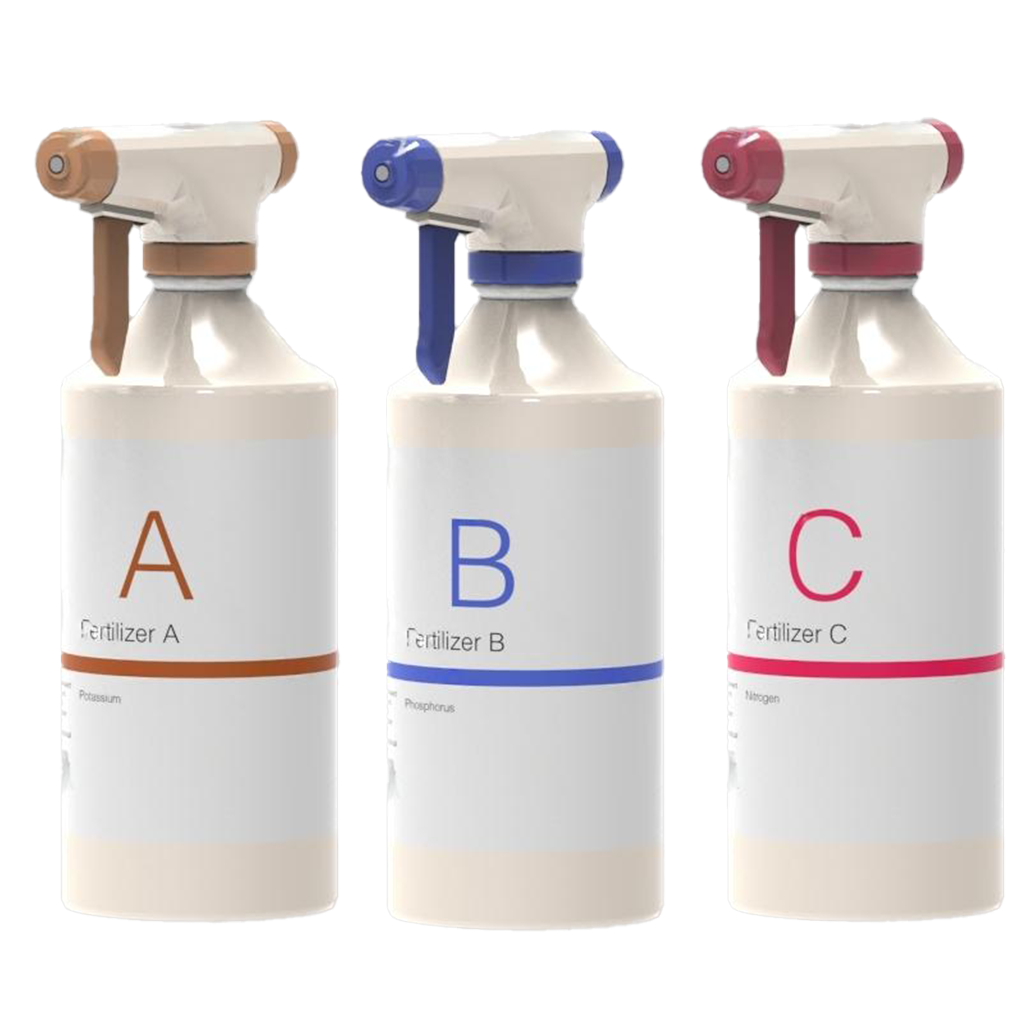 A
Fertilizer A
Potassium
B
Fertilizer B
Phosphorus
C
Fertilizer C
Nitrogen